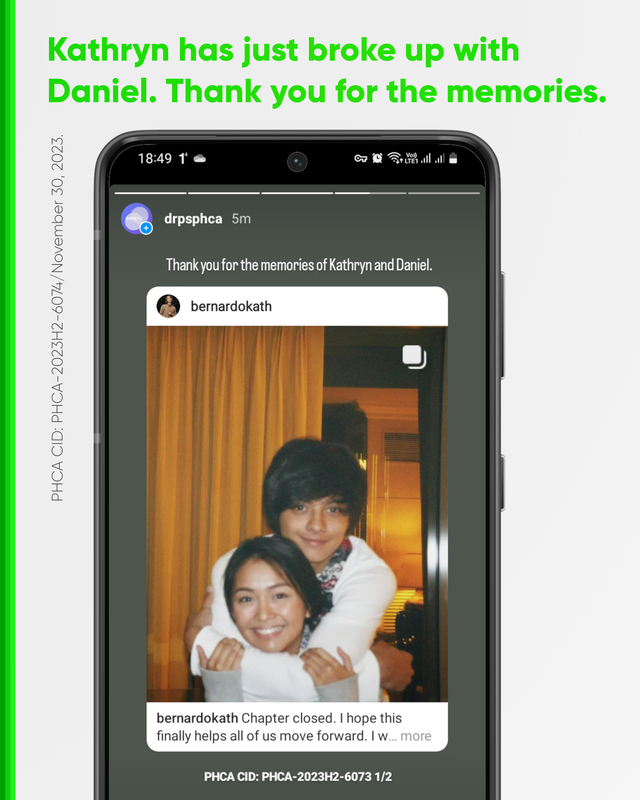 Kathryn has just broke up with
Daniel. Thank you for the memories.
PHCA CID: PHCA-2023H2-6074/November 30, 2023.
18:49
Vo))
LTE1
drpsphca 5m
Thank you for the memories of Kathryn and Daniel.
bernardokath
bernardokath Chapter closed. I hope this
finally helps all of us move forward. I w... more
PHCA CID: PHCA-2023H2-6073 1/2